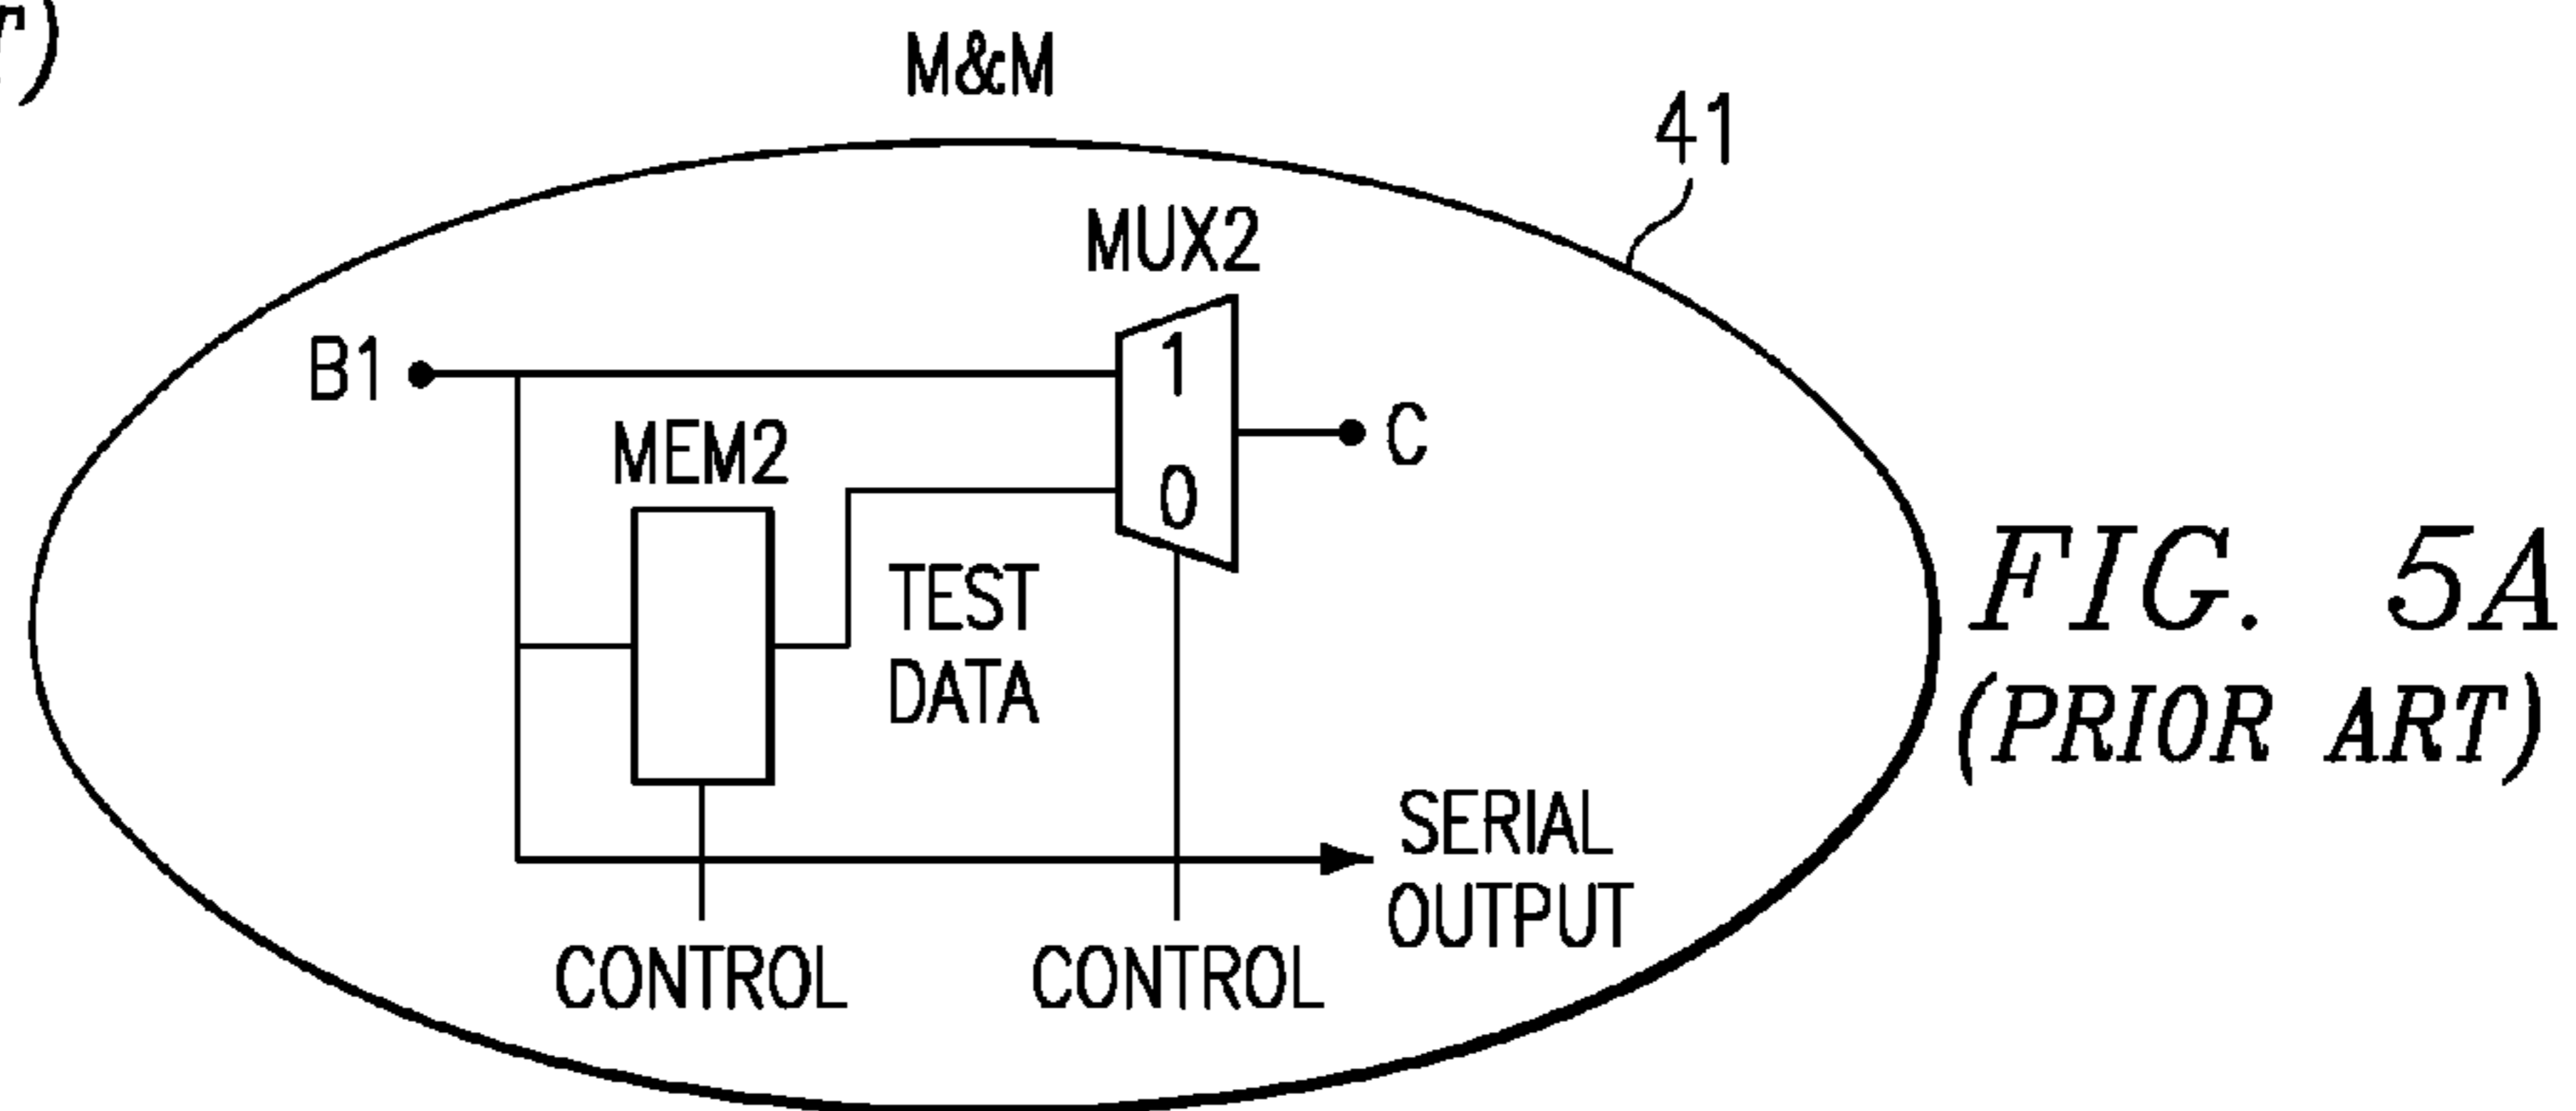 M&M
41
MUX2
B1
1
MEM2
C
0
TEST
DATA
FIG. 5A
(PRIOR ART)
SERIAL
OUTPUT
CONTROL
CONTROL